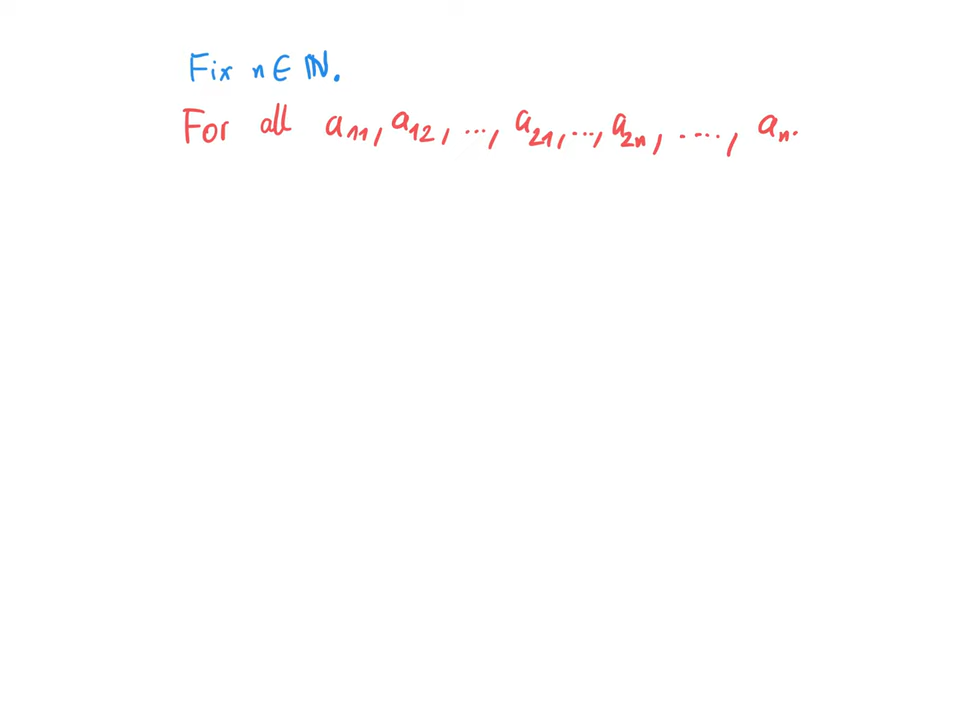 Fix n ∈ ℕ.
For all a₁₁, a₁₂, ..., a₂₁, ..., a₂ₙ, ...., aₙ.